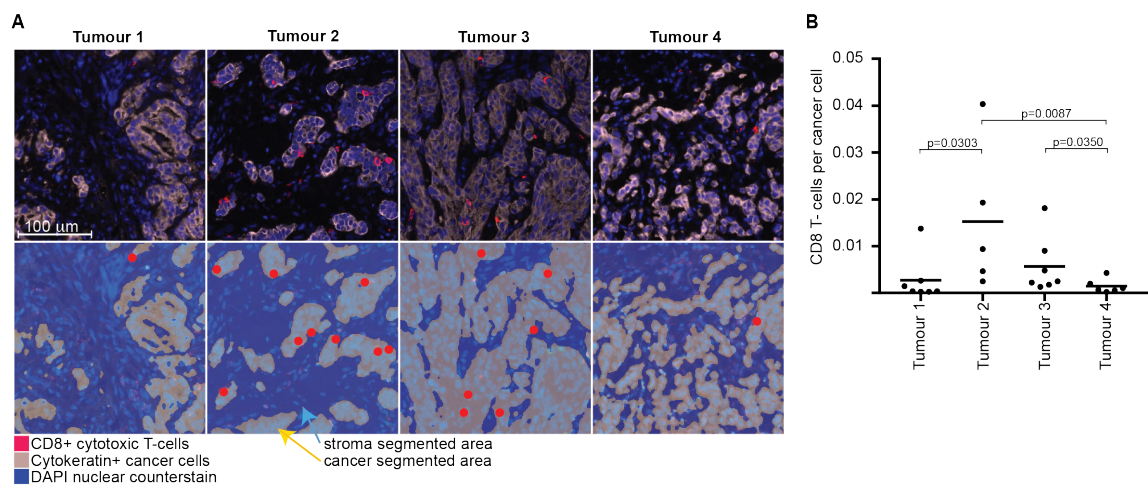 A
Tumour 1
Tumour 2
Tumour 3
Tumour 4
100 µm
CD8+ cytotoxic T-cells
Cytokeratin+ cancer cells
DAPI nuclear counterstain
stroma segmented area
cancer segmented area
B
CD8 T- cells per cancer cell
0.05
0.04
0.03
0.02
0.01
p=0.0087
p=0.0303
p=0.0350
Tumour 1
Tumour 2
Tumour 3
Tumour 4